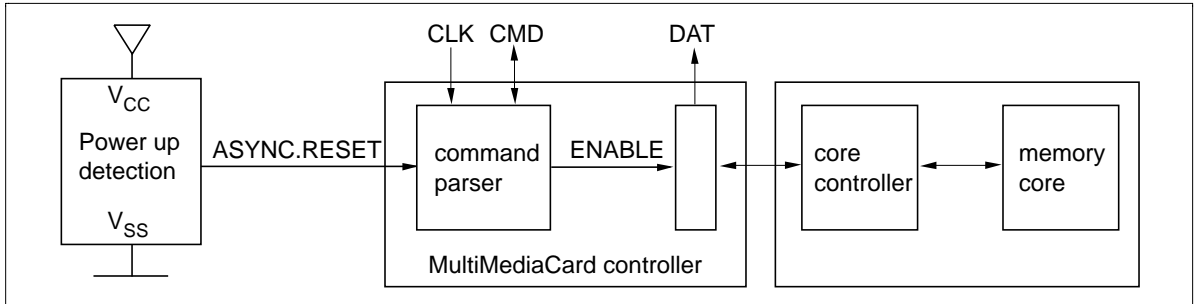 CLK CMD DAT
V_CC
Power up
detection
V_SS
ASYNC.RESET
command
parser
ENABLE
core
controller
memory
core
MultiMediaCard controller